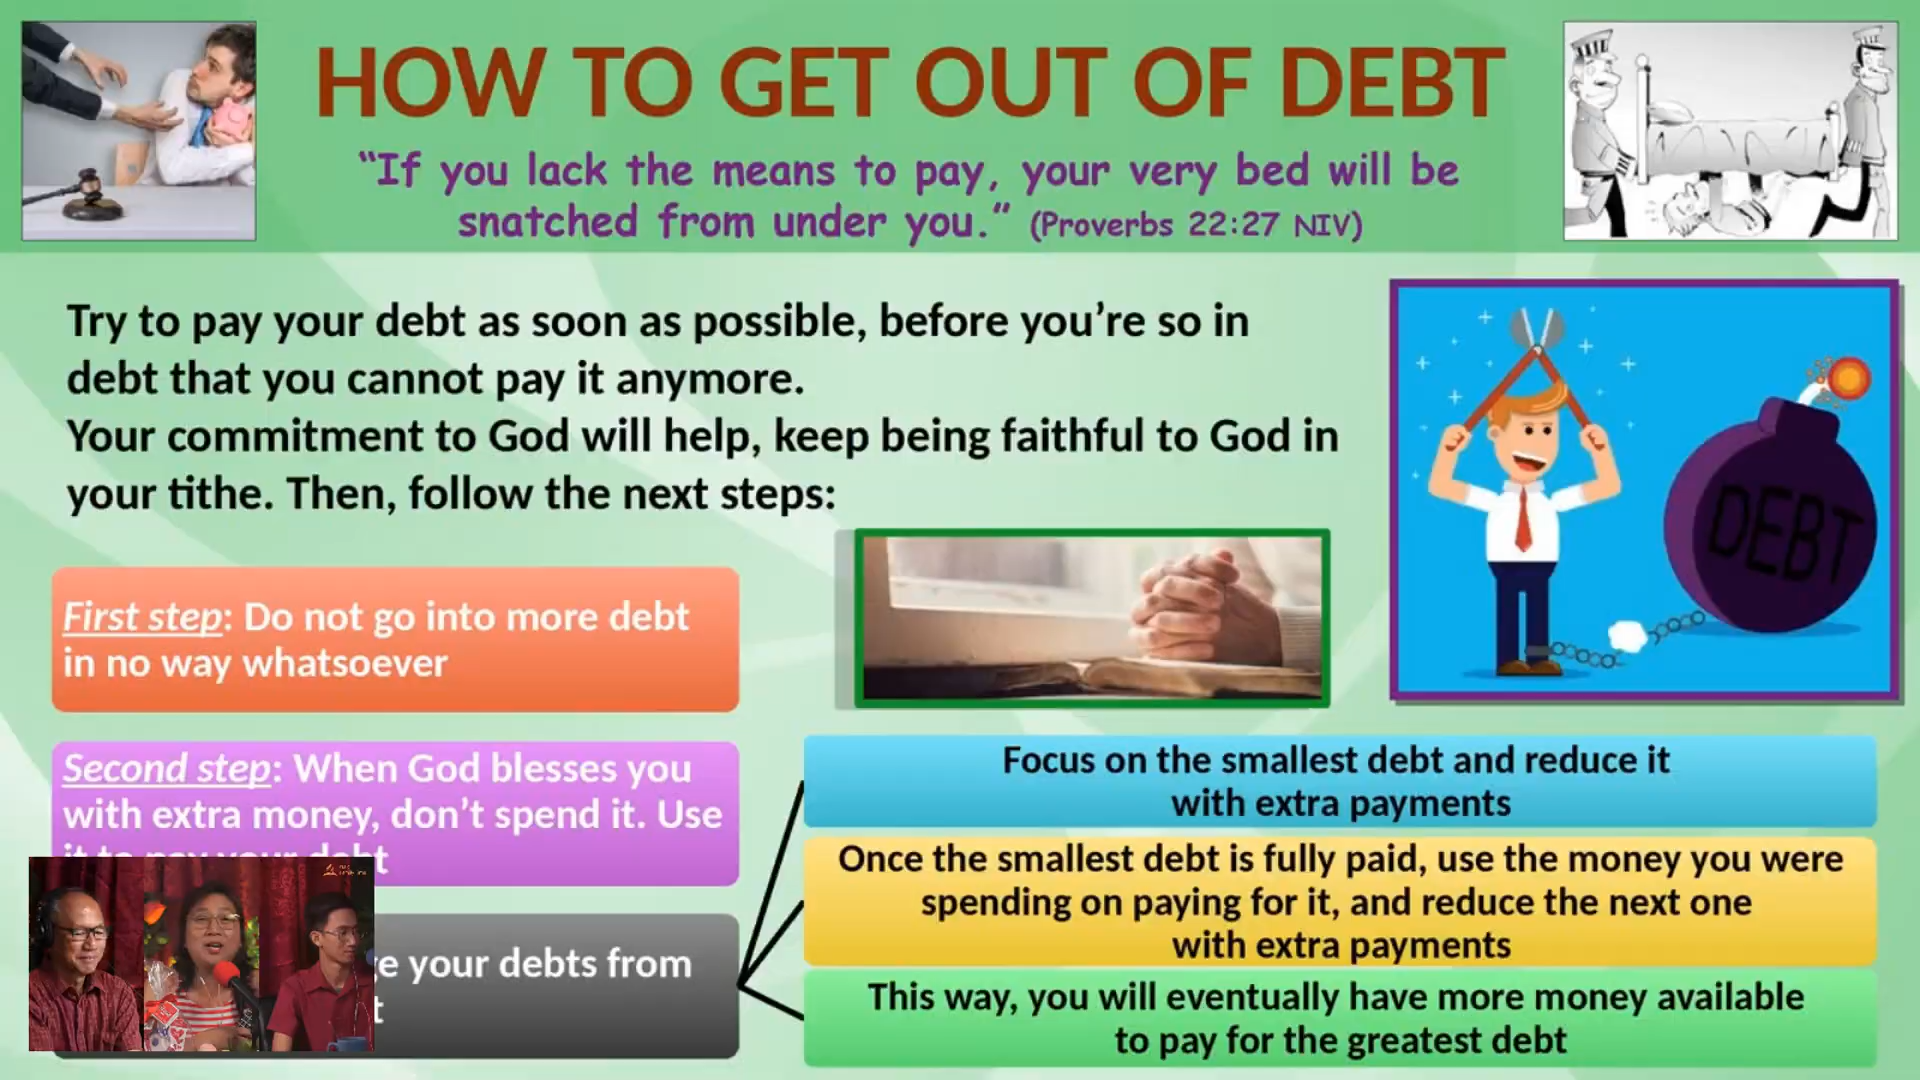 HOW TO GET OUT OF DEBT
“If you lack the means to pay, your very bed will be
snatched from under you.” (Proverbs 22:27 NIV)
Try to pay your debt as soon as possible, before you’re so in
debt that you cannot pay it anymore.
Your commitment to God will help, keep being faithful to God in
your tithe. Then, follow the next steps:
DEBT
First step: Do not go into more debt
in no way whatsoever
Second step: When God blesses you
with extra money, don’t spend it. Use
it to pay your debt
your debts from
Focus on the smallest debt and reduce it
with extra payments
Once the smallest debt is fully paid, use the money you were
spending on paying for it, and reduce the next one
with extra payments
This way, you will eventually have more money available
to pay for the greatest debt